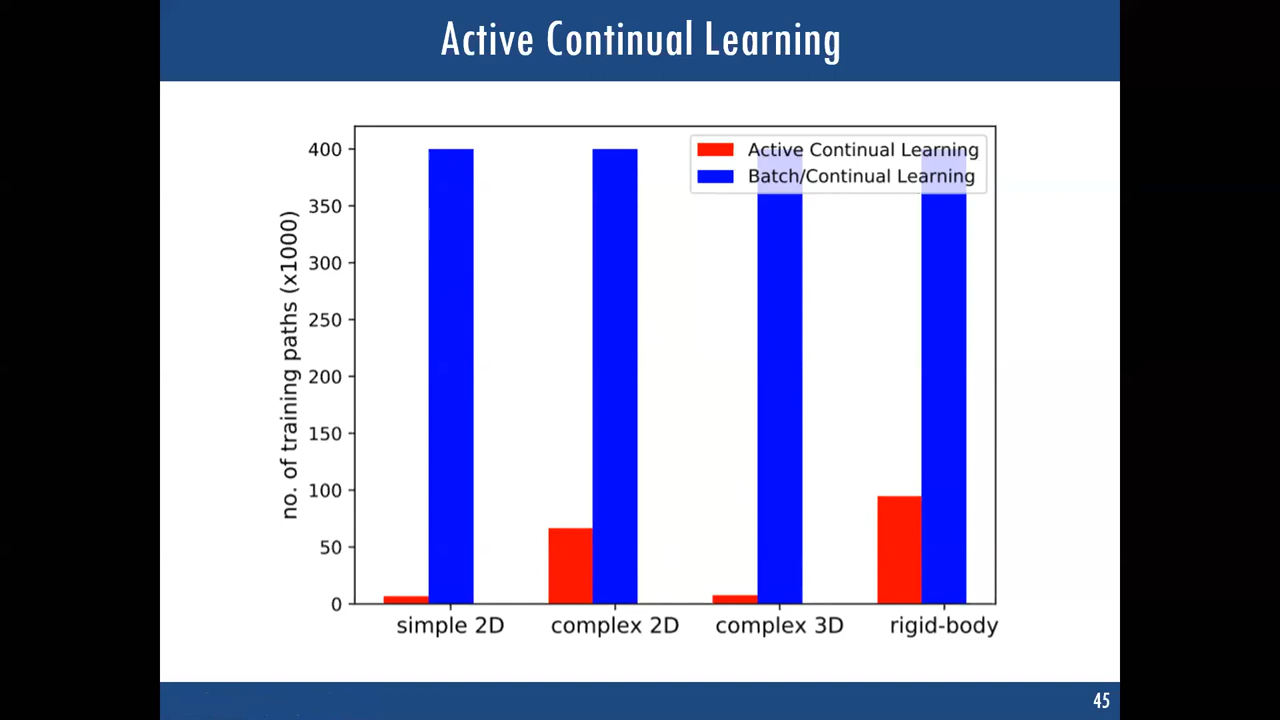 Active Continual Learning
Active Continual Learning
Batch/Continual Learning
400
350
300
250
200
150
100
50
0
no. of training paths (x1000)
simple 2D
complex 2D
complex 3D
rigid-body
45